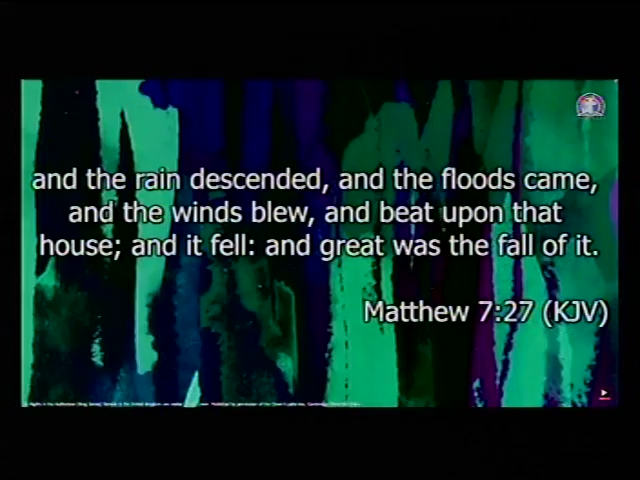 and the rain descended, and the floods came,
and the winds blew, and beat upon that
house; and it fell: and great was the fall of it.
Matthew 7:27 (KJV)